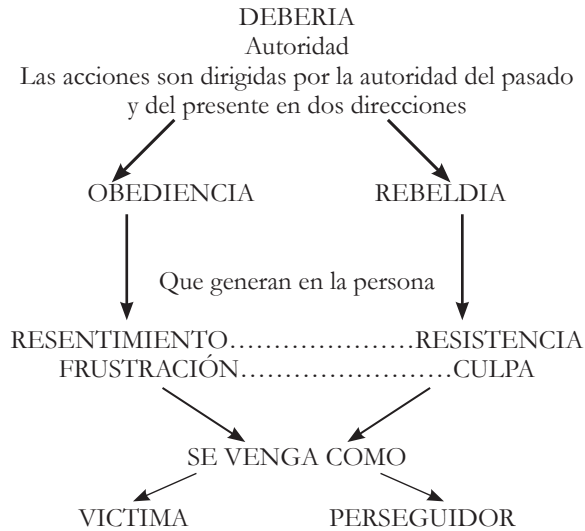 DEBERIA
Autoridad
Las acciones son dirigidas por la autoridad del pasado
y del presente en dos direcciones
OBEDIENCIA REBELDIA
Que generan en la persona
RESENTIMIENTO.....................RESISTENCIA
FRUSTRACIÓN........................CULPA
SE VENGA COMO
VICTIMA PERSEGUIDOR